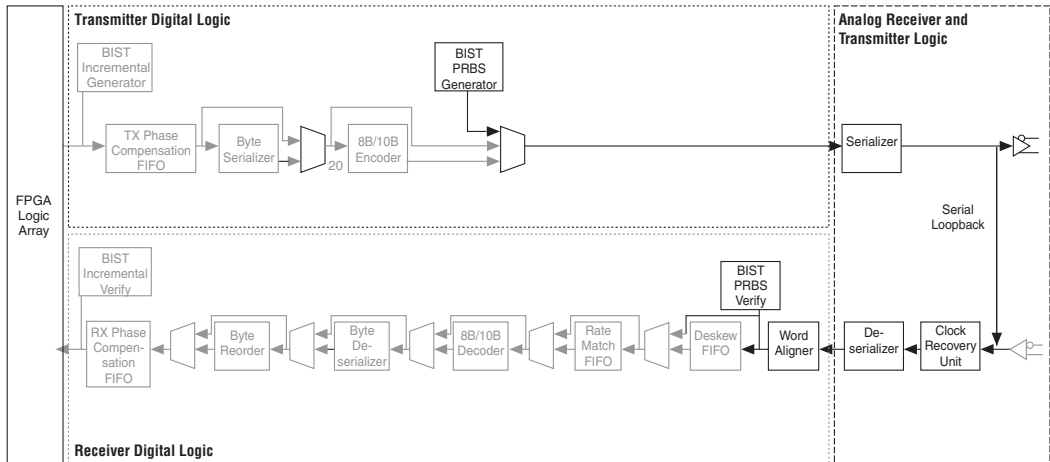 Transmitter Digital Logic
Analog Receiver and
Transmitter Logic
BIST
Incremental
Generator
BIST
PRBS
Generator
TX Phase
Compensation
FIFO
Byte
Serializer
20
8B/10B
Encoder
Serializer
FPGA
Logic
Array
Serial
Loopback
BIST
Incremental
Verify
BIST
PRBS
Verify
RX Phase
Compen-
sation
FIFO
Byte
Reorder
Byte
De-
serializer
8B/10B
Decoder
Rate
Match
FIFO
Deskew
FIFO
Word
Aligner
De-
serializer
Clock
Recovery
Unit
Receiver Digital Logic